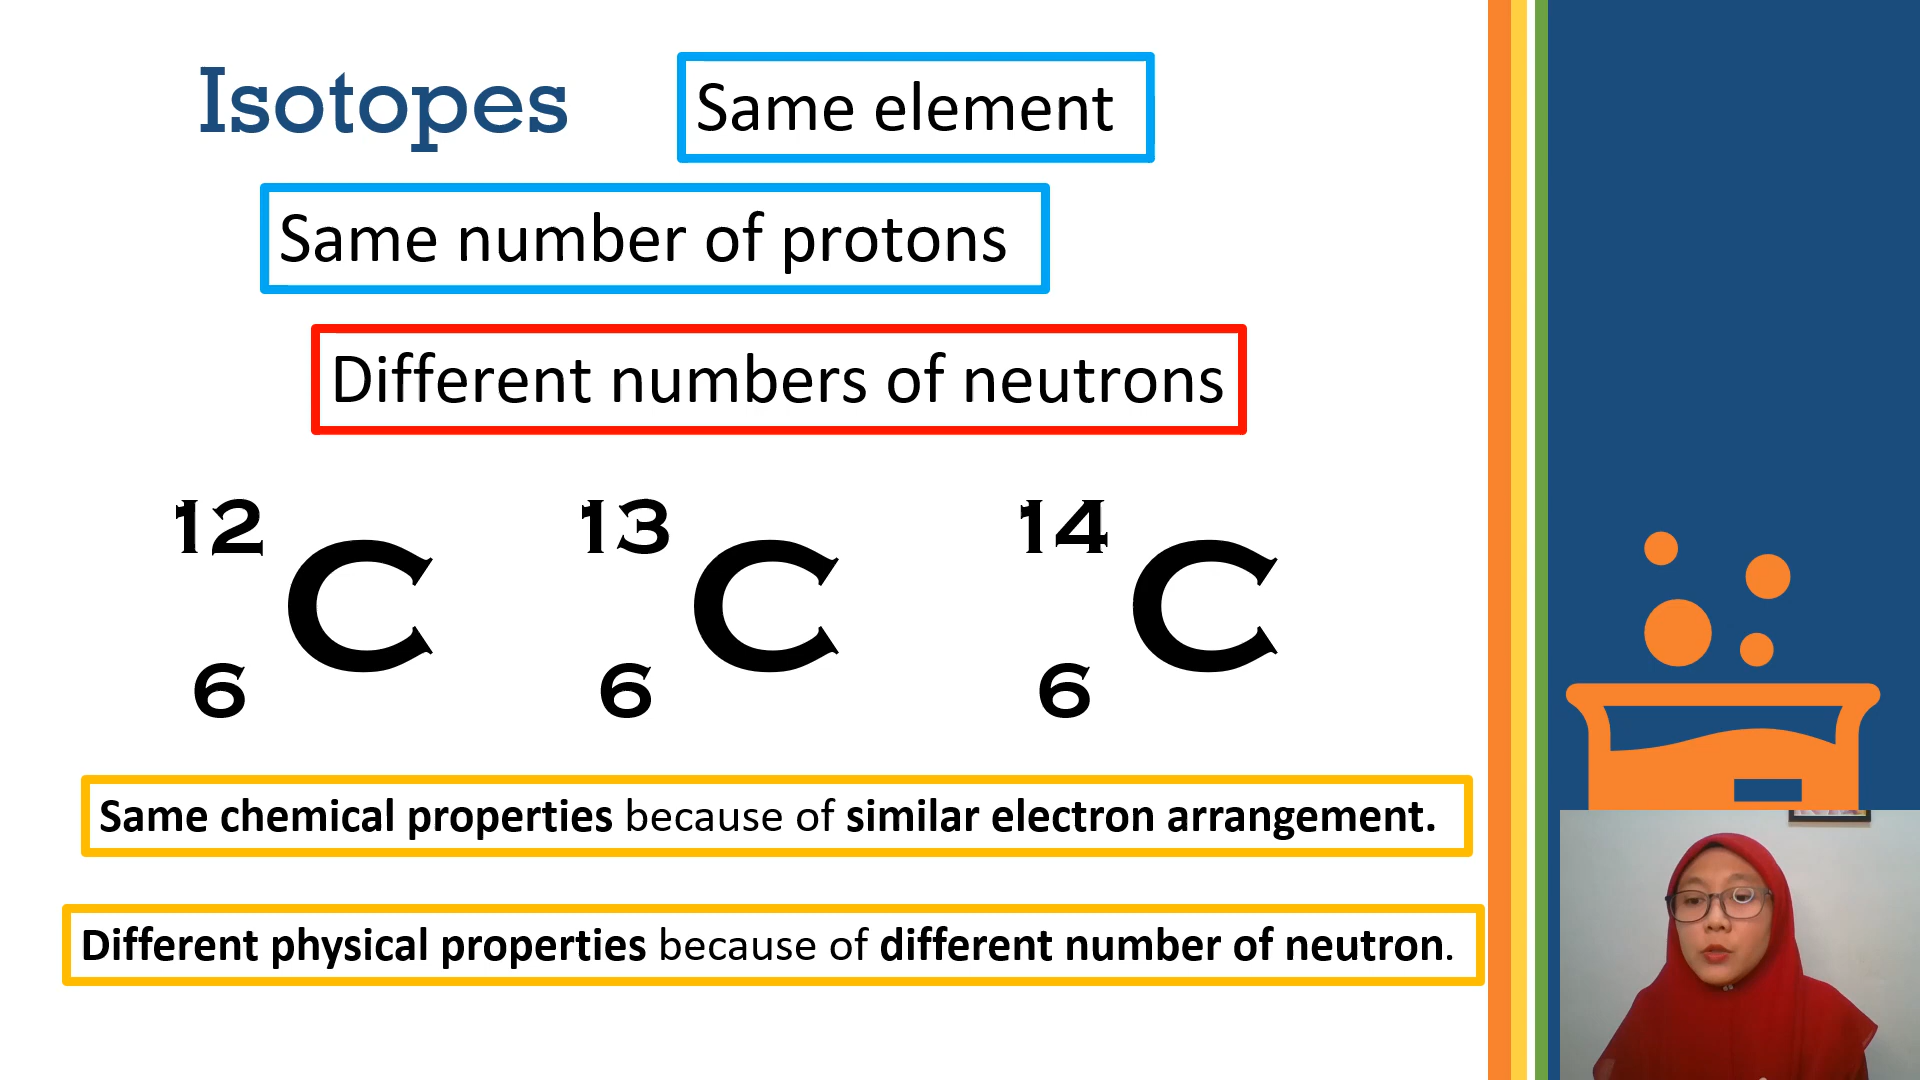 Isotopes
Same element
Same number of protons
Different numbers of neutrons
12 13 14
C C C
6 6 6
Same chemical properties because of similar electron arrangement.
Different physical properties because of different number of neutron.